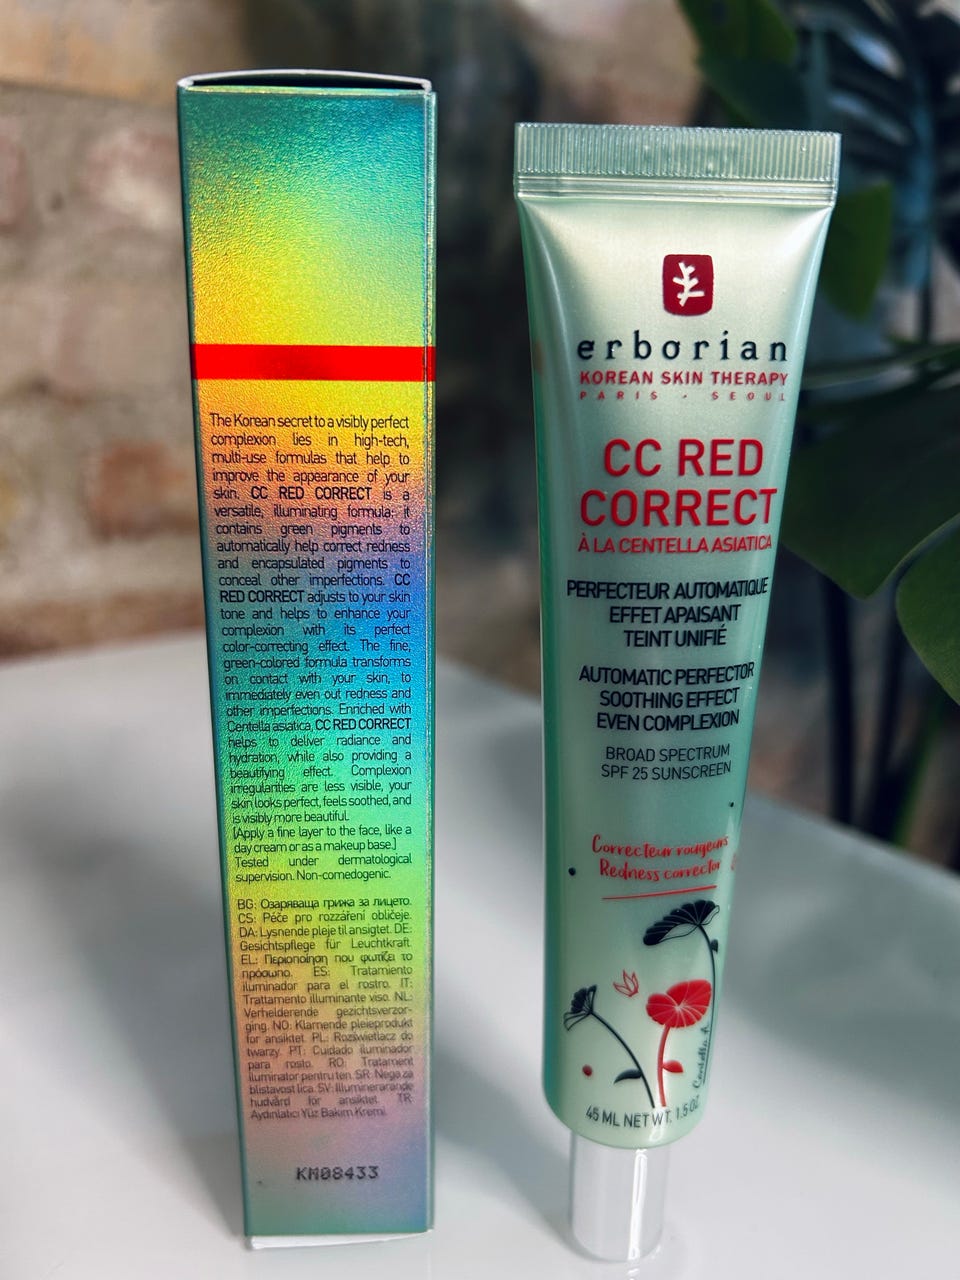 The Korean secret to a visibly perfect
complexion lies in high-tech,
multi-use formulas that help to
improve the appearance of your
skin. CC RED CORRECT is a
versatile, illuminating formula: it
contains green pigments to
automatically help correct redness
and encapsulated pigments to
conceal other imperfections. CC
RED CORRECT adjusts to your skin
tone and helps to enhance your
complexion with its perfect
color-correcting effect. The fine,
green-colored formula transforms
on contact with your skin, to
immediately even out redness and
other imperfections. Enriched with
Centella asiatica, CC RED CORRECT
helps to deliver radiance and
hydration, while also providing a
beautifying effect. Complexion
irregularities are less visible, your
skin looks perfect, feels soothed, and
is visibly more beautiful.
[Apply a fine layer to the face, like a
day cream or as a makeup base.]
Tested under dermatological
supervision. Non-comedogenic.
BG: Озаряваща грижа за лицето.
CS: Péče pro rozzáření obličeje.
DA: Lysnende pleje til ansigtet. DE:
Gesichtspflege für Leuchtkraft.
EL: Περιποίηση που φωτίζει το
πρόσωπο. ES: Tratamiento
iluminador para el rostro. IT:
Trattamento illuminante viso. NL:
Verhelderende gezichtsverzor-
ging. NO: Klarnende pleieprodukt
for ansiktet. PL: Rozświetlacz do
twarzy. PT: Cuidado iluminador
para rosto. RO: Tratament
iluminator pentru ten. SR: Nega za
blistavost lica. SV: Illuminerarande
hudvård för ansiktet. TR:
Aydınlatıcı Yüz Bakım Kremi.
KM08433
erborian
KOREAN SKIN THERAPY
PARIS - SEOUL
CC RED
CORRECT
À LA CENTELLA ASIATICA
PERFECTEUR AUTOMATIQUE
EFFET APAISANT
TEINT UNIFIÉ
AUTOMATIC PERFECTOR
SOOTHING EFFECT
EVEN COMPLEXION
BROAD SPECTRUM
SPF 25 SUNSCREEN
Correcteur rougeurs
Redness corrector
Centella A.
45 ML NET WT. 1.5 OZ